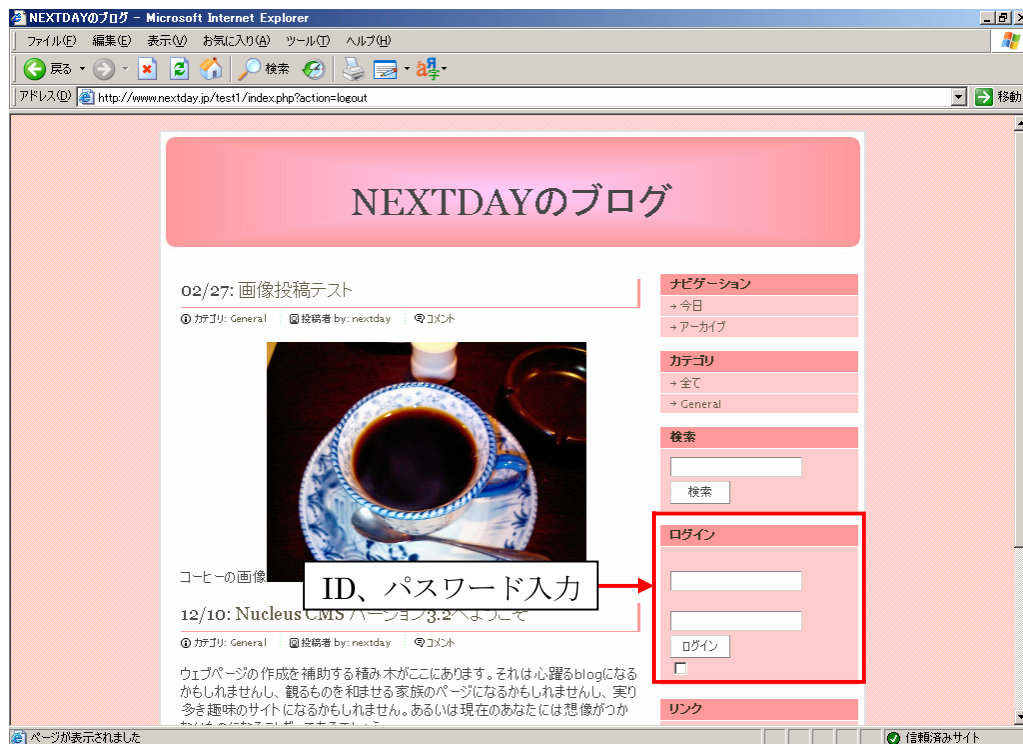 NEXTDAYのブログ - Microsoft Internet Explorer
ファイル(F) 編集(E) 表示(V) お気に入り(A) ツール(T) ヘルプ(H)
戻る 検索
アドレス(D) http://www.nextday.jp/test1/index.php?action=logout 移動
NEXTDAYのブログ
02/27: 画像投稿テスト
カテゴリ: General 投稿者 by: nextday コメント
コーヒーの画像
ID、パスワード入力
12/10: Nucleus CMS バージョン3.2へようこそ
カテゴリ: General 投稿者 by: nextday コメント
ウェブページの作成を補助する積み木がここにあります。それは心躍るblogになる
かもしれませんし、観るものを和ませる家族のページになるかもしれませんし、実り
多き趣味のサイトになるかもしれません。あるいは現在のあなたには想像がつか
ナビゲーション
→ 今日
→ アーカイブ
カテゴリ
→ 全て
→ General
検索
検索
ログイン
ログイン
リンク
ページが表示されました 信頼済みサイト